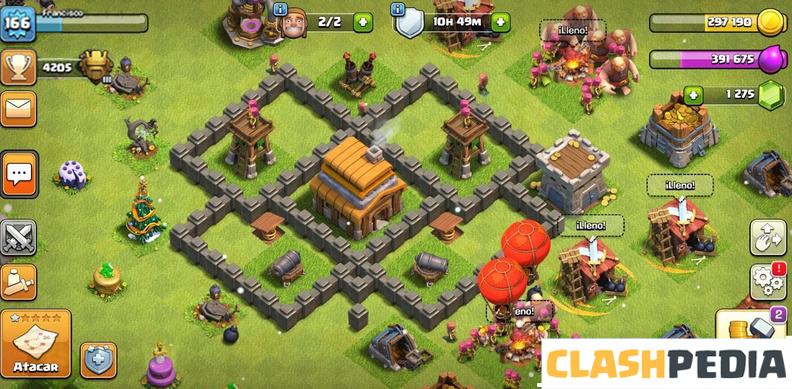 166
Francisco
2/2
10h 49M
¡Lleno!
297 190
4205
391 675
1 275
¡Lleno!
¡Lleno!
Lleno!
2
Atacar
CLASHPEDIA